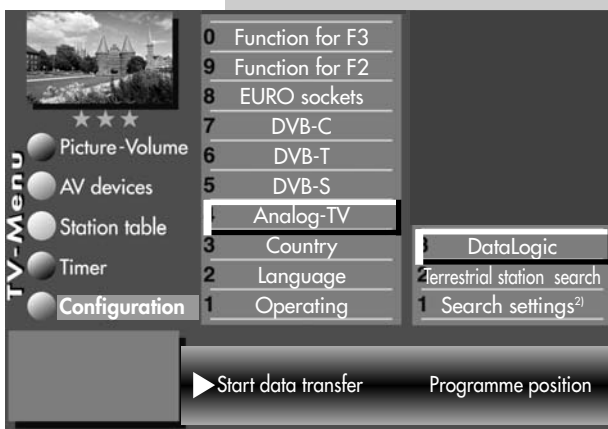 TV-Menu
Picture-Volume
AV devices
Station table
Timer
Configuration
0 Function for F3
9 Function for F2
8 EURO sockets
7 DVB-C
6 DVB-T
5 DVB-S
Analog-TV
3 Country
2 Language
1 Operating
DataLogic
2 Terrestrial station search
1 Search settings2)
Start data transfer
Programme position